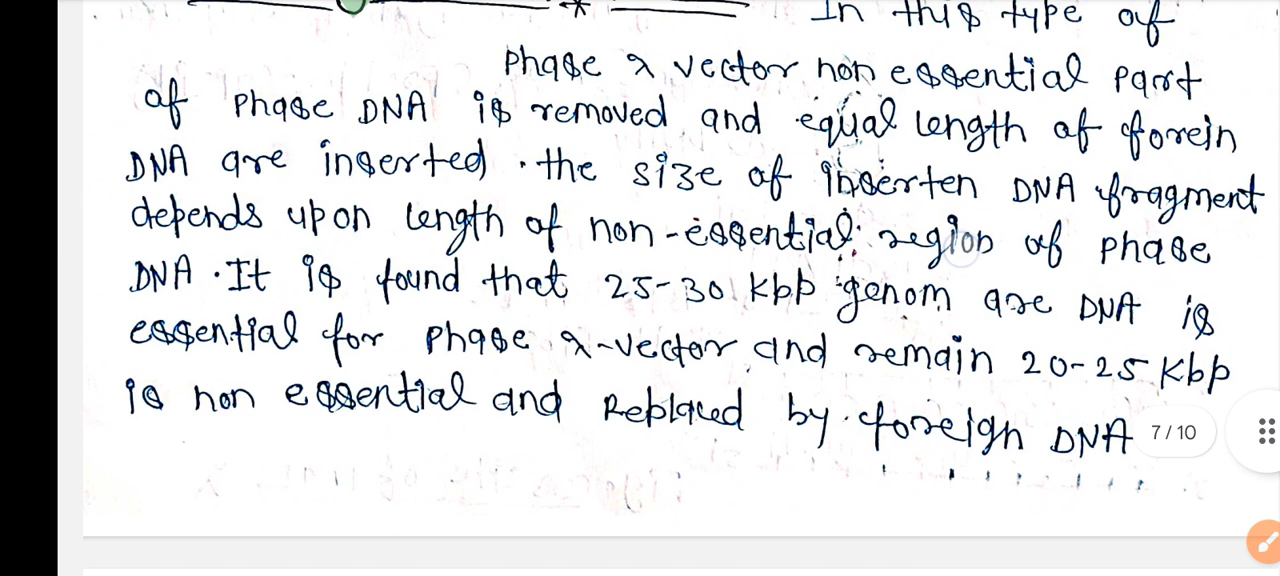 In this type of
Phage λ vector non essential part
of Phage DNA is removed and equal length of forein
DNA are inserted. the size of inserten DNA fragment
depends upon length of non-essential region of Phage
DNA. It is found that 25-30 Kbp genom are DNA is
essential for Phage λ-vector and remain 20-25 Kbp
is non essential and Replaced by foreign DNA
7 / 10